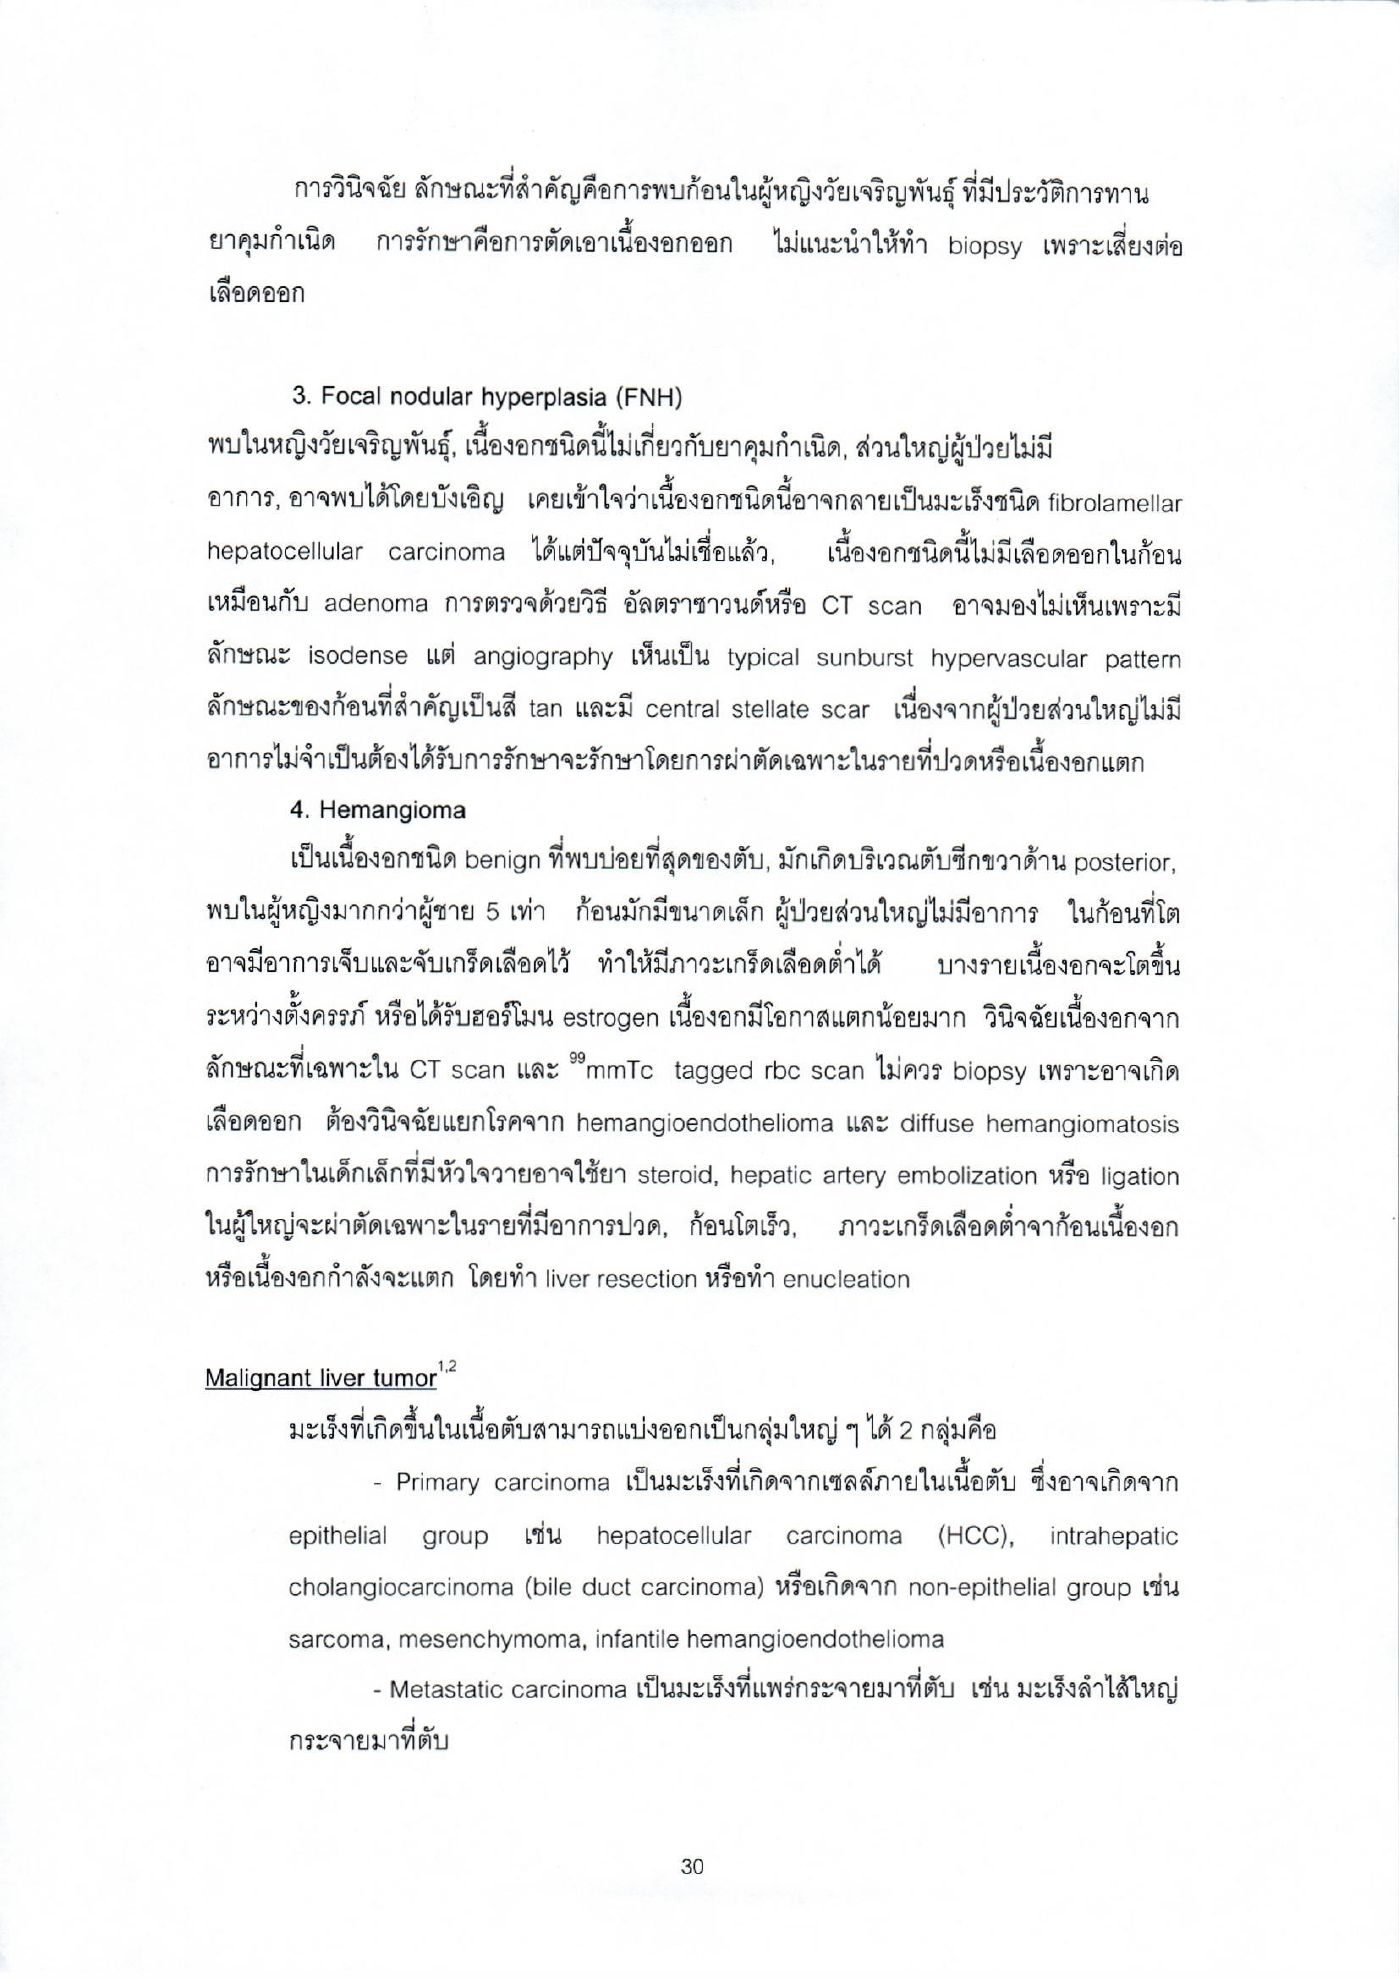 การวินิจฉัย ลักษณะที่สำคัญคือการพบก้อนในผู้หญิงวัยเจริญพันธุ์ ที่มีประวัติการทาน
ยาคุมกำเนิด การรักษาคือการตัดเอาเนื้องอกออก ไม่แนะนำให้ทำ biopsy เพราะเสี่ยงต่อ
เลือดออก
3. Focal nodular hyperplasia (FNH)
พบในหญิงวัยเจริญพันธุ์, เนื้องอกชนิดนี้ไม่เกี่ยวกับยาคุมกำเนิด, ส่วนใหญ่ผู้ป่วยไม่มี
อาการ, อาจพบได้โดยบังเอิญ เคยเข้าใจว่าเนื้องอกชนิดนี้อาจกลายเป็นมะเร็งชนิด fibrolamellar
hepatocellular carcinoma ได้แต่ปัจจุบันไม่เชื่อแล้ว, เนื้องอกชนิดนี้ไม่มีเลือดออกในก้อน
เหมือนกับ adenoma การตรวจด้วยวิธี อัลตราซาวนด์หรือ CT scan อาจมองไม่เห็นเพราะมี
ลักษณะ isodense แต่ angiography เห็นเป็น typical sunburst hypervascular pattern
ลักษณะของก้อนที่สำคัญเป็นสี tan และมี central stellate scar เนื่องจากผู้ป่วยส่วนใหญ่ไม่มี
อาการไม่จำเป็นต้องได้รับการรักษาจะรักษาโดยการผ่าตัดเฉพาะในรายที่ปวดหรือเนื้องอกแตก
4. Hemangioma
เป็นเนื้องอกชนิด benign ที่พบบ่อยที่สุดของตับ, มักเกิดบริเวณตับซีกขวาด้าน posterior,
พบในผู้หญิงมากกว่าผู้ชาย 5 เท่า ก้อนมักมีขนาดเล็ก ผู้ป่วยส่วนใหญ่ไม่มีอาการ ในก้อนที่โต
อาจมีอาการเจ็บและจับเกร็ดเลือดไว้ ทำให้มีภาวะเกร็ดเลือดต่ำได้ บางรายเนื้องอกจะโตขึ้น
ระหว่างตั้งครรภ์ หรือได้รับฮอร์โมน estrogen เนื้องอกมีโอกาสแตกน้อยมาก วินิจฉัยเนื้องอกจาก
ลักษณะที่เฉพาะใน CT scan และ ⁹⁹mmTc tagged rbc scan ไม่ควร biopsy เพราะอาจเกิด
เลือดออก ต้องวินิจฉัยแยกโรคจาก hemangioendothelioma และ diffuse hemangiomatosis
การรักษาในเด็กเล็กที่มีหัวใจวายอาจใช้ยา steroid, hepatic artery embolization หรือ ligation
ในผู้ใหญ่จะผ่าตัดเฉพาะในรายที่มีอาการปวด, ก้อนโตเร็ว, ภาวะเกร็ดเลือดต่ำจาก้อนเนื้องอก
หรือเนื้องอกกำลังจะแตก โดยทำ liver resection หรือทำ enucleation
Malignant liver tumor¹,²
มะเร็งที่เกิดขึ้นในเนื้อตับสามารถแบ่งออกเป็นกลุ่มใหญ่ ๆ ได้ 2 กลุ่มคือ
- Primary carcinoma เป็นมะเร็งที่เกิดจากเซลล์ภายในเนื้อตับ ซึ่งอาจเกิดจาก
epithelial group เช่น hepatocellular carcinoma (HCC), intrahepatic
cholangiocarcinoma (bile duct carcinoma) หรือเกิดจาก non-epithelial group เช่น
sarcoma, mesenchymoma, infantile hemangioendothelioma
- Metastatic carcinoma เป็นมะเร็งที่แพร่กระจายมาที่ตับ เช่น มะเร็งลำไส้ใหญ่
กระจายมาที่ตับ
30